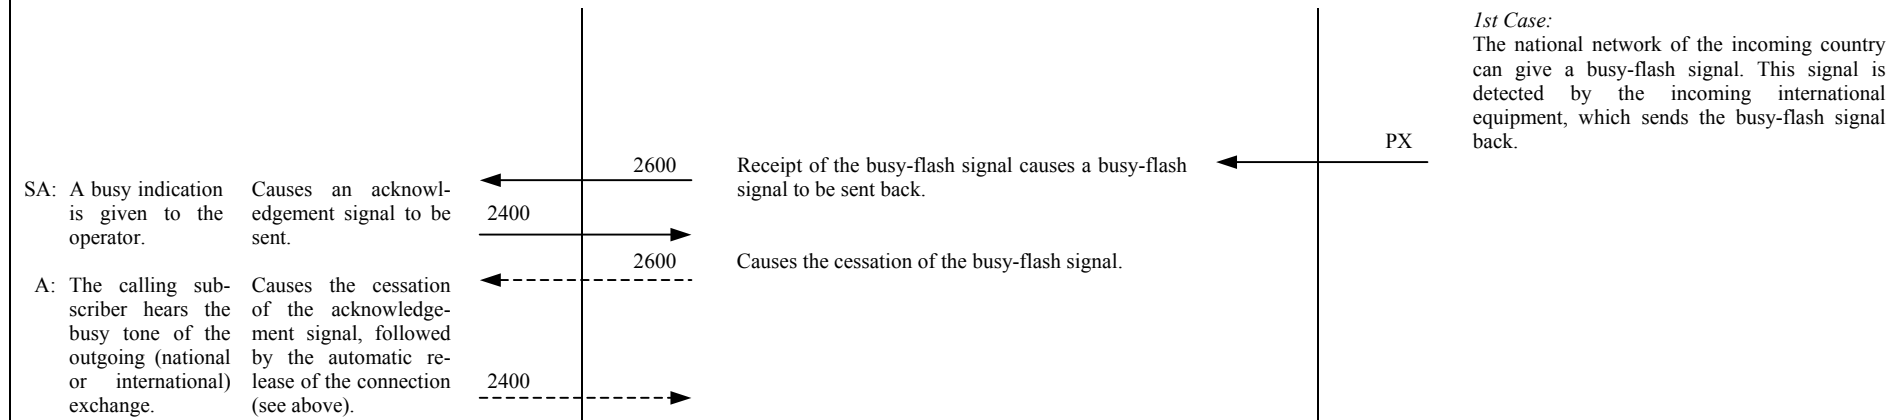 1st Case:
The national network of the incoming country
can give a busy-flash signal. This signal is
detected by the incoming international
equipment, which sends the busy-flash signal
back.
PX
2600
Receipt of the busy-flash signal causes a busy-flash
signal to be sent back.
SA: A busy indication
is given to the
operator.
Causes an acknowl-
edgement signal to be
sent.
2400
2600
Causes the cessation of the busy-flash signal.
A: The calling sub-
scriber hears the
busy tone of the
outgoing (national
or international)
exchange.
Causes the cessation
of the acknowledge-
ment signal, followed
by the automatic re-
lease of the connection
(see above).
2400